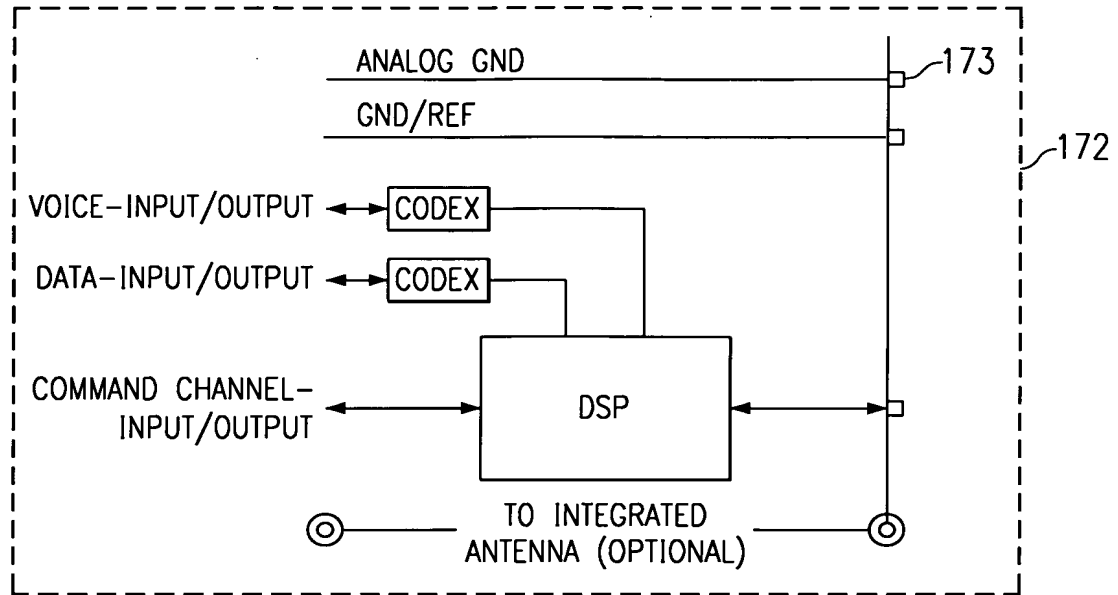 ANALOG GND
173
GND/REF
172
VOICE-INPUT/OUTPUT
CODEX
DATA-INPUT/OUTPUT
CODEX
COMMAND CHANNEL-
INPUT/OUTPUT
DSP
TO INTEGRATED
ANTENNA (OPTIONAL)